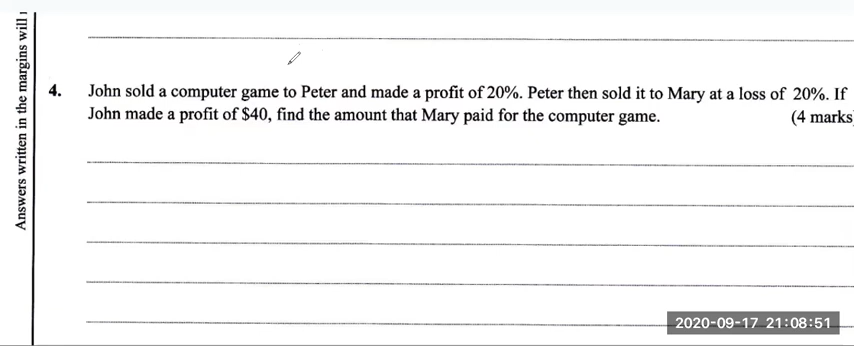 Answers written in the margins will
4. John sold a computer game to Peter and made a profit of 20%. Peter then sold it to Mary at a loss of 20%. If
John made a profit of $40, find the amount that Mary paid for the computer game. (4 marks
2020-09-17 21:08:51